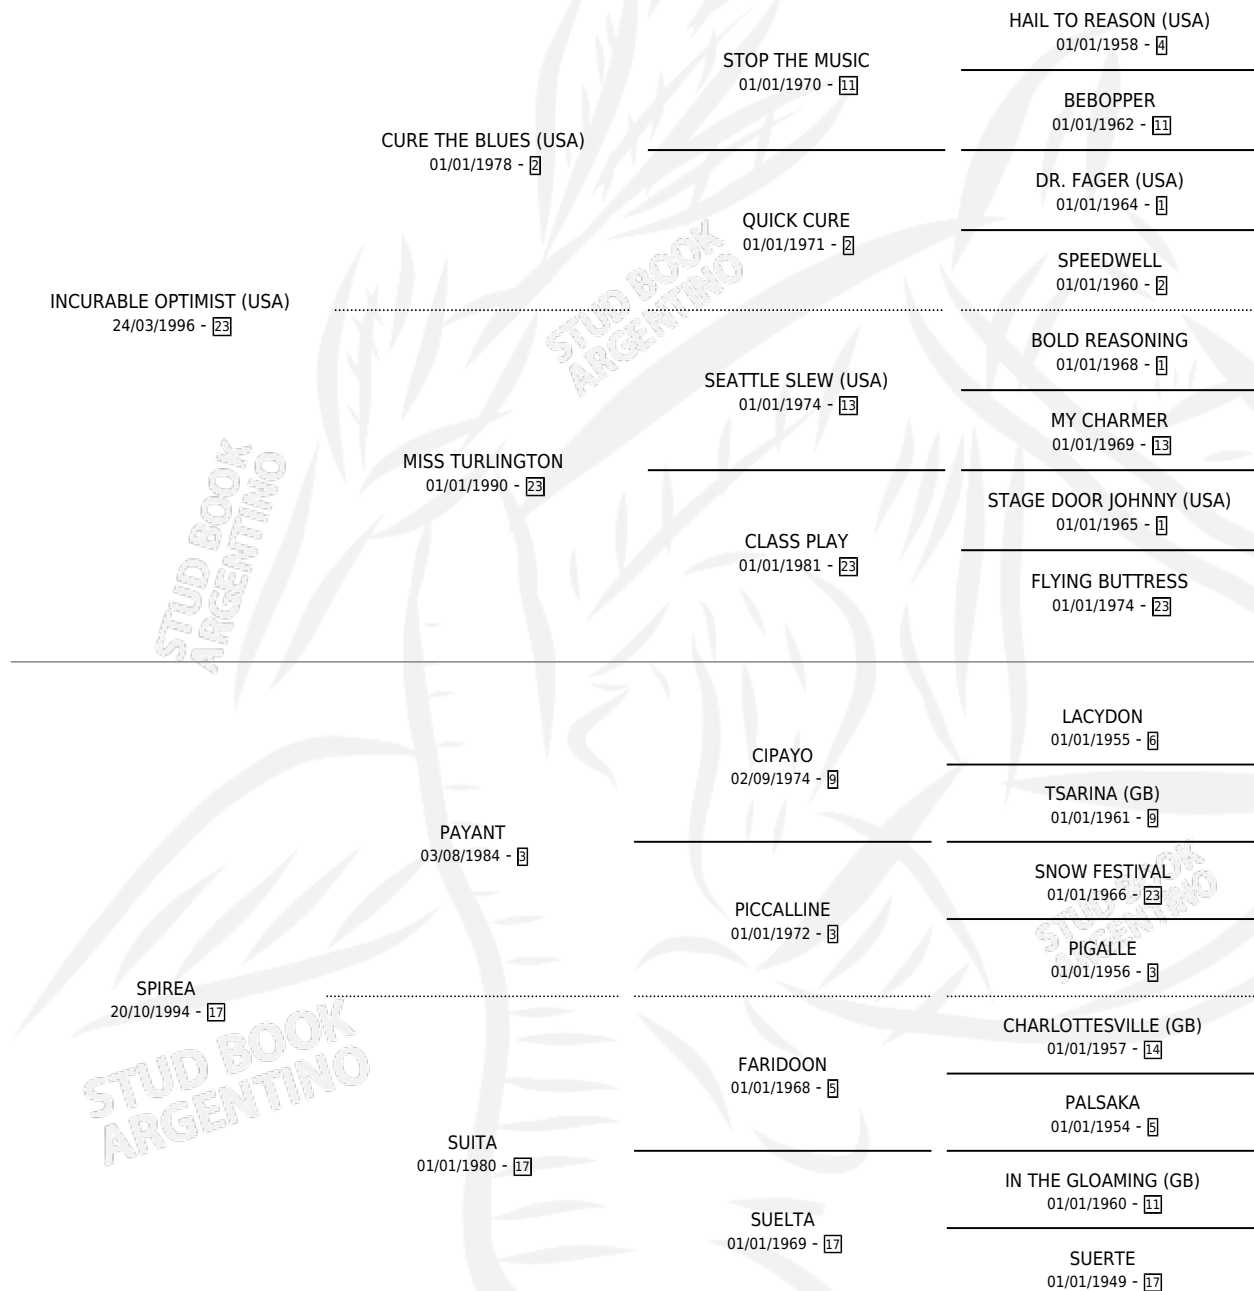 HAIL TO REASON (USA)
01/01/1958 - 4
STOP THE MUSIC
01/01/1970 - 11
BEBOPPER
01/01/1962 - 11
CURE THE BLUES (USA)
01/01/1978 - 2
DR. FAGER (USA)
01/01/1964 - 1
QUICK CURE
01/01/1971 - 2
SPEEDWELL
01/01/1960 - 2
INCURABLE OPTIMIST (USA)
24/03/1996 - 23
BOLD REASONING
01/01/1968 - 1
SEATTLE SLEW (USA)
01/01/1974 - 13
MY CHARMER
01/01/1969 - 13
MISS TURLINGTON
01/01/1990 - 23
STAGE DOOR JOHNNY (USA)
01/01/1965 - 1
CLASS PLAY
01/01/1981 - 23
FLYING BUTTRESS
01/01/1974 - 23
LACYDON
01/01/1955 - 6
CIPAYO
02/09/1974 - 9
TSARINA (GB)
01/01/1961 - 9
PAYANT
03/08/1984 - 3
SNOW FESTIVAL
01/01/1966 - 23
PICCALLINE
01/01/1972 - 3
PIGALLE
01/01/1956 - 3
SPIREA
20/10/1994 - 17
CHARLOTTESVILLE (GB)
01/01/1957 - 14
FARIDOON
01/01/1968 - 5
PALSAKA
01/01/1954 - 5
SUITA
01/01/1980 - 17
IN THE GLOAMING (GB)
01/01/1960 - 11
SUELTA
01/01/1969 - 17
SUERTE
01/01/1949 - 17
STUD BOOK
ARGENTINO
STUD BOOK
ARGENTINO
STUD BOOK
ARGENTINO
STUD BOOK
ARGENTINO